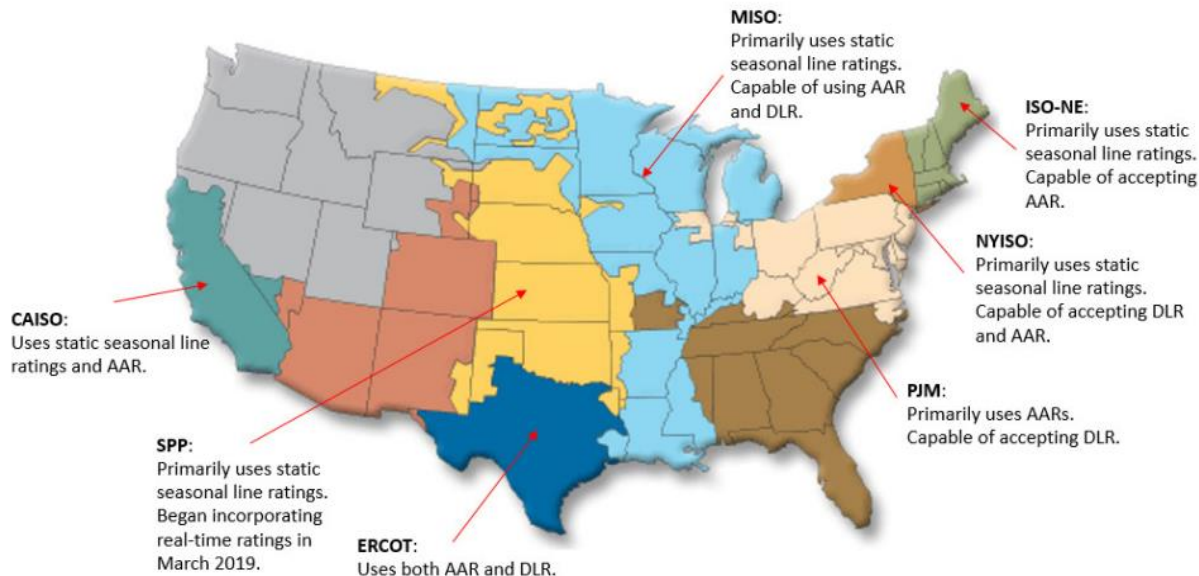 MISO:
Primarily uses static
seasonal line ratings.
Capable of using AAR
and DLR.
ISO-NE:
Primarily uses static
seasonal line ratings.
Capable of accepting
AAR.
NYISO:
Primarily uses static
seasonal line ratings.
Capable of accepting DLR
and AAR.
CAISO:
Uses static seasonal line
ratings and AAR.
PJM:
Primarily uses AARs.
Capable of accepting DLR.
SPP:
Primarily uses static
seasonal line ratings.
Began incorporating
real-time ratings in
March 2019.
ERCOT:
Uses both AAR and DLR.